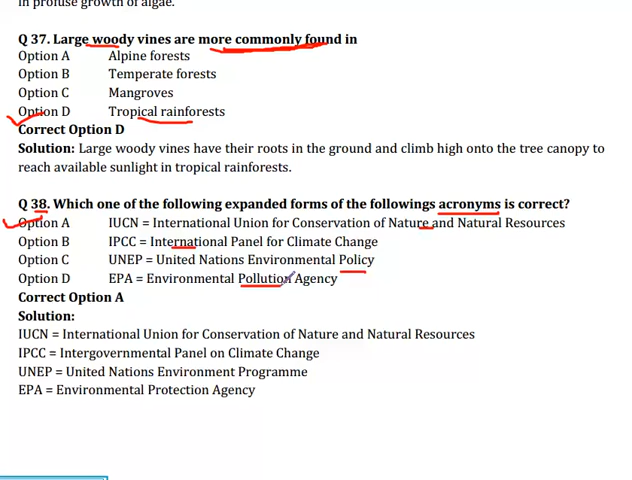 in profuse growth of algae.
Q 37. Large woody vines are more commonly found in
Option A Alpine forests
Option B Temperate forests
Option C Mangroves
Option D Tropical rainforests
Correct Option D
Solution: Large woody vines have their roots in the ground and climb high onto the tree canopy to
reach available sunlight in tropical rainforests.
Q 38. Which one of the following expanded forms of the followings acronyms is correct?
Option A IUCN = International Union for Conservation of Nature and Natural Resources
Option B IPCC = International Panel for Climate Change
Option C UNEP = United Nations Environmental Policy
Option D EPA = Environmental Pollution Agency
Correct Option A
Solution:
IUCN = International Union for Conservation of Nature and Natural Resources
IPCC = Intergovernmental Panel on Climate Change
UNEP = United Nations Environment Programme
EPA = Environmental Protection Agency